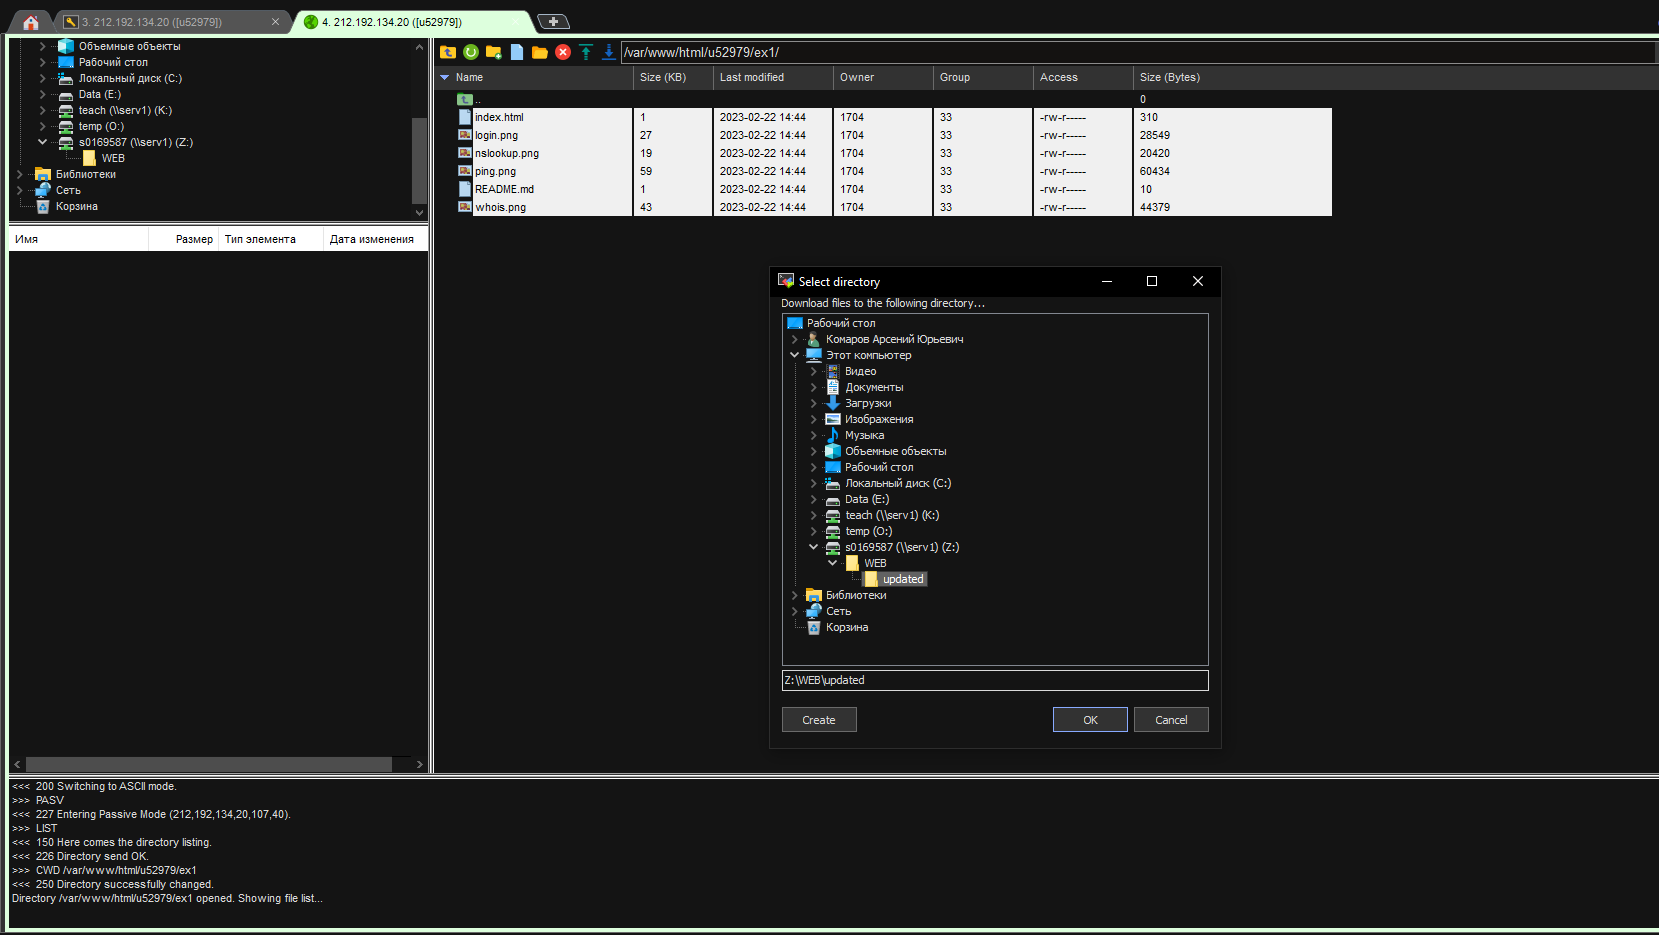 3. 212.192.134.20 ([u52979])
4. 212.192.134.20 ([u52979])
Объемные объекты
Рабочий стол
Локальный диск (C:)
Data (E:)
teach (\\serv1) (K:)
temp (O:)
s0169587 (\\serv1) (Z:)
WEB
Библиотеки
Сеть
Корзина
Имя Размер Тип элемента Дата изменения
/var/www/html/u52979/ex1/
Name Size (KB) Last modified Owner Group Access Size (Bytes)
.. 0
index.html 1 2023-02-22 14:44 1704 33 -rw-r----- 310
login.png 27 2023-02-22 14:44 1704 33 -rw-r----- 28549
nslookup.png 19 2023-02-22 14:44 1704 33 -rw-r----- 20420
ping.png 59 2023-02-22 14:44 1704 33 -rw-r----- 60434
README.md 1 2023-02-22 14:44 1704 33 -rw-r----- 10
whois.png 43 2023-02-22 14:44 1704 33 -rw-r----- 44379
Select directory
Download files to the following directory...
Рабочий стол
Комаров Арсений Юрьевич
Этот компьютер
Видео
Документы
Загрузки
Изображения
Музыка
Объемные объекты
Рабочий стол
Локальный диск (C:)
Data (E:)
teach (\\serv1) (K:)
temp (O:)
s0169587 (\\serv1) (Z:)
WEB
updated
Библиотеки
Сеть
Корзина
Z:\WEB\updated
Create OK Cancel
<<< 200 Switching to ASCII mode.
>>> PASV
<<< 227 Entering Passive Mode (212,192,134,20,107,40).
>>> LIST
<<< 150 Here comes the directory listing.
<<< 226 Directory send OK.
>>> CWD /var/www/html/u52979/ex1
<<< 250 Directory successfully changed.
Directory /var/www/html/u52979/ex1 opened. Showing file list...